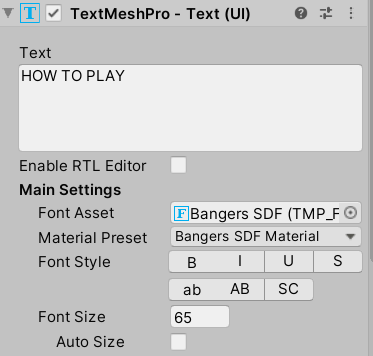 TextMeshPro - Text (UI)
Text
HOW TO PLAY
Enable RTL Editor
Main Settings
Font Asset
F Bangers SDF (TMP_F
Material Preset
Bangers SDF Material
Font Style
B I U S
ab AB SC
Font Size
65
Auto Size